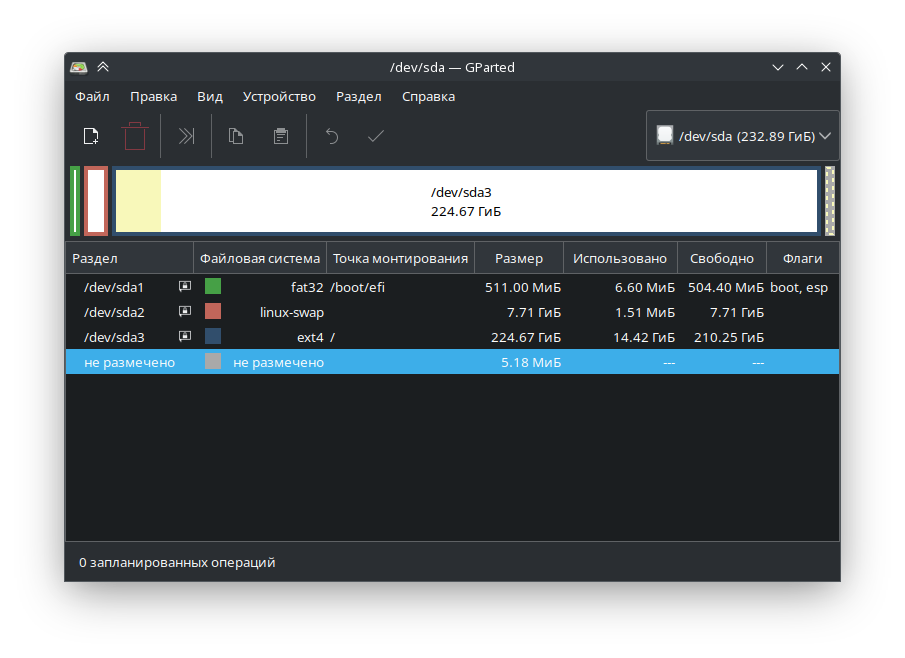 /dev/sda — GParted
Файл Правка Вид Устройство Раздел Справка
/dev/sda (232.89 ГиБ)
/dev/sda3
224.67 ГиБ
Раздел Файловая система Точка монтирования Размер Использовано Свободно Флаги
/dev/sda1 fat32 /boot/efi 511.00 МиБ 6.60 МиБ 504.40 МиБ boot, esp
/dev/sda2 linux-swap 7.71 ГиБ 1.51 МиБ 7.71 ГиБ
/dev/sda3 ext4 / 224.67 ГиБ 14.42 ГиБ 210.25 ГиБ
не размечено не размечено 5.18 МиБ --- ---
0 запланированных операций